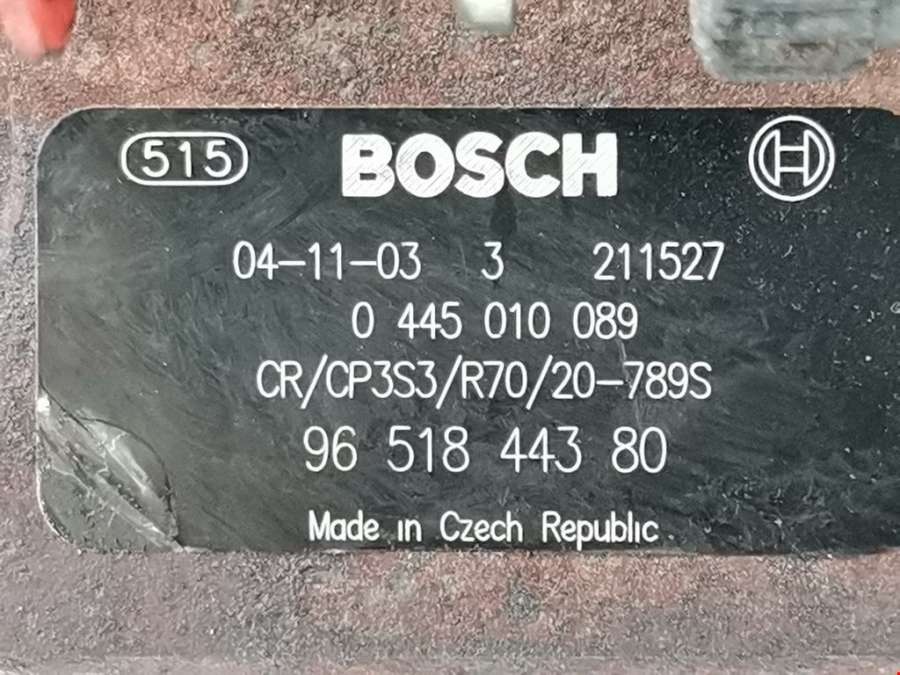 515 BOSCH
04-11-03 3 211527
0 445 010 089
CR/CP3S3/R70/20-789S
96 518 443 80
Made in Czech Republic